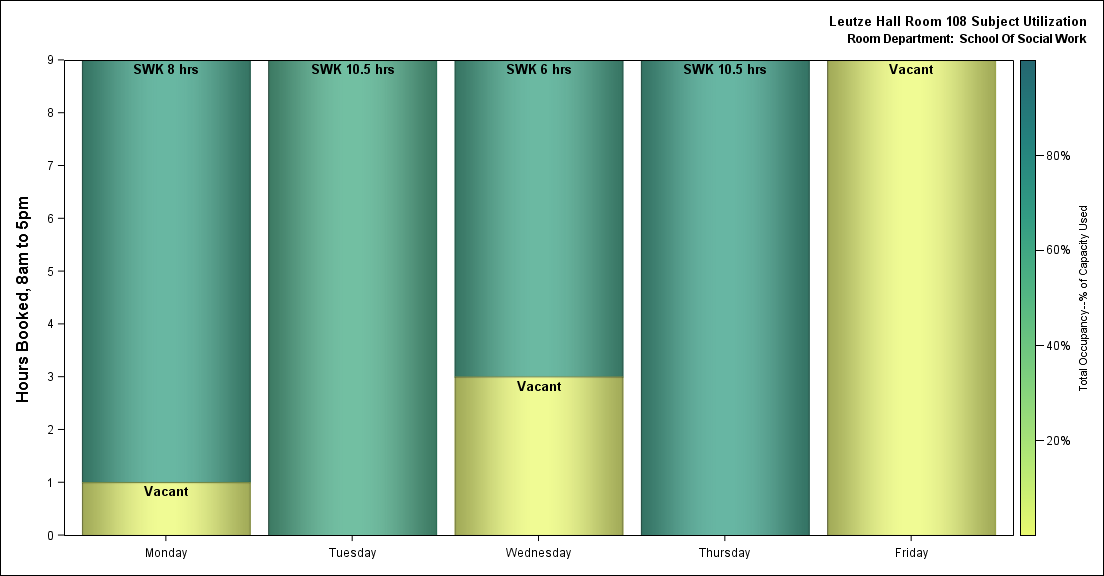 Leutze Hall Room 108 Subject Utilization
Room Department: School Of Social Work
Hours Booked, 8am to 5pm
9
8
7
6
5
4
3
2
1
0
SWK 8 hrs
Vacant
SWK 10.5 hrs
SWK 6 hrs
Vacant
SWK 10.5 hrs
Vacant
Monday
Tuesday
Wednesday
Thursday
Friday
80%
60%
40%
20%
Total Occupancy--% of Capacity Used